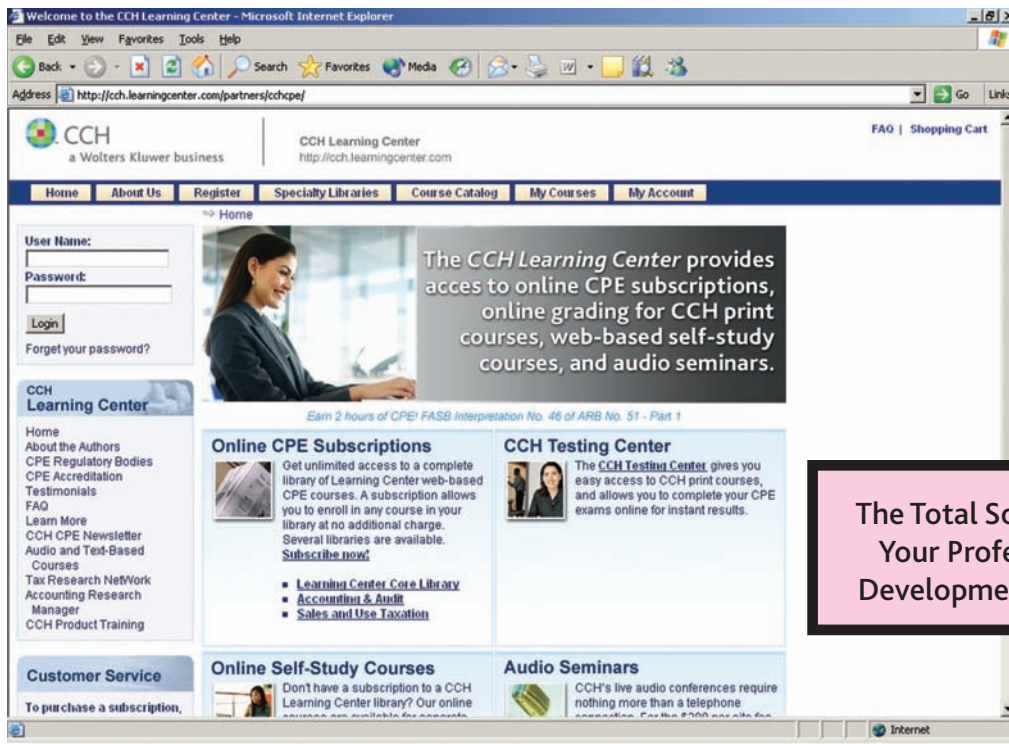 Welcome to the CCH Learning Center - Microsoft Internet Explorer
File Edit View Favorites Tools Help
Back Search Favorites Media
Address http://cch.learningcenter.com/partners/cchcpe/ Go Links
CCH
a Wolters Kluwer business
CCH Learning Center
http://cch.learningcenter.com
FAQ | Shopping Cart
Home About Us Register Specialty Libraries Course Catalog My Courses My Account
Home
User Name:
Password:
Login
Forget your password?
CCH
Learning Center
Home
About the Authors
CPE Regulatory Bodies
CPE Accreditation
Testimonials
FAQ
Learn More
CCH CPE Newsletter
Audio and Text-Based
Courses
Tax Research NetWork
Accounting Research
Manager
CCH Product Training
Customer Service
To purchase a subscription,
The CCH Learning Center provides
acces to online CPE subscriptions,
online grading for CCH print
courses, web-based self-study
courses, and audio seminars.
Earn 2 hours of CPE! FASB Interpretation No. 46 of ARB No. 51 - Part 1
Online CPE Subscriptions
Get unlimited access to a complete
library of Learning Center web-based
CPE courses. A subscription allows
you to enroll in any course in your
library at no additional charge.
Several libraries are available.
Subscribe now!
Learning Center Core Library
Accounting & Audit
Sales and Use Taxation
CCH Testing Center
The CCH Testing Center gives you
easy access to CCH print courses,
and allows you to complete your CPE
exams online for instant results.
Online Self-Study Courses
Don't have a subscription to a CCH
Learning Center library? Our online
courses are available for separate
Audio Seminars
CCH's live audio conferences require
nothing more than a telephone
connection. For the $299 per site fee
The Total So
Your Profe
Developme
Internet